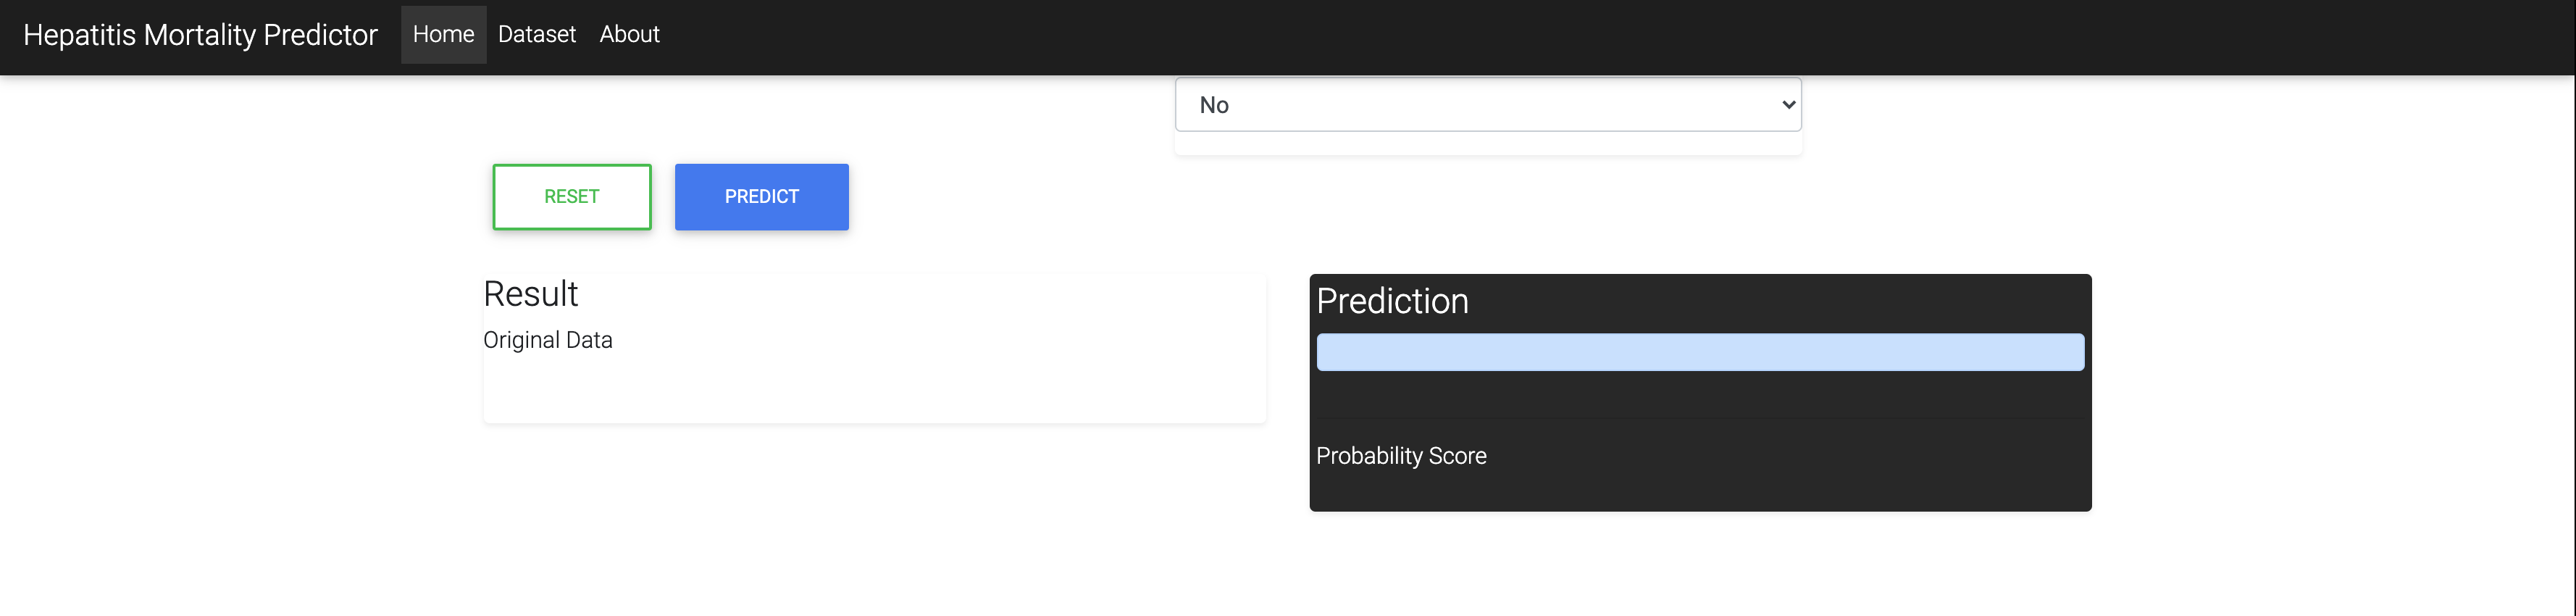 Hepatitis Mortality Predictor Home Dataset About
No
RESET PREDICT
Result
Original Data
Prediction
Probability Score